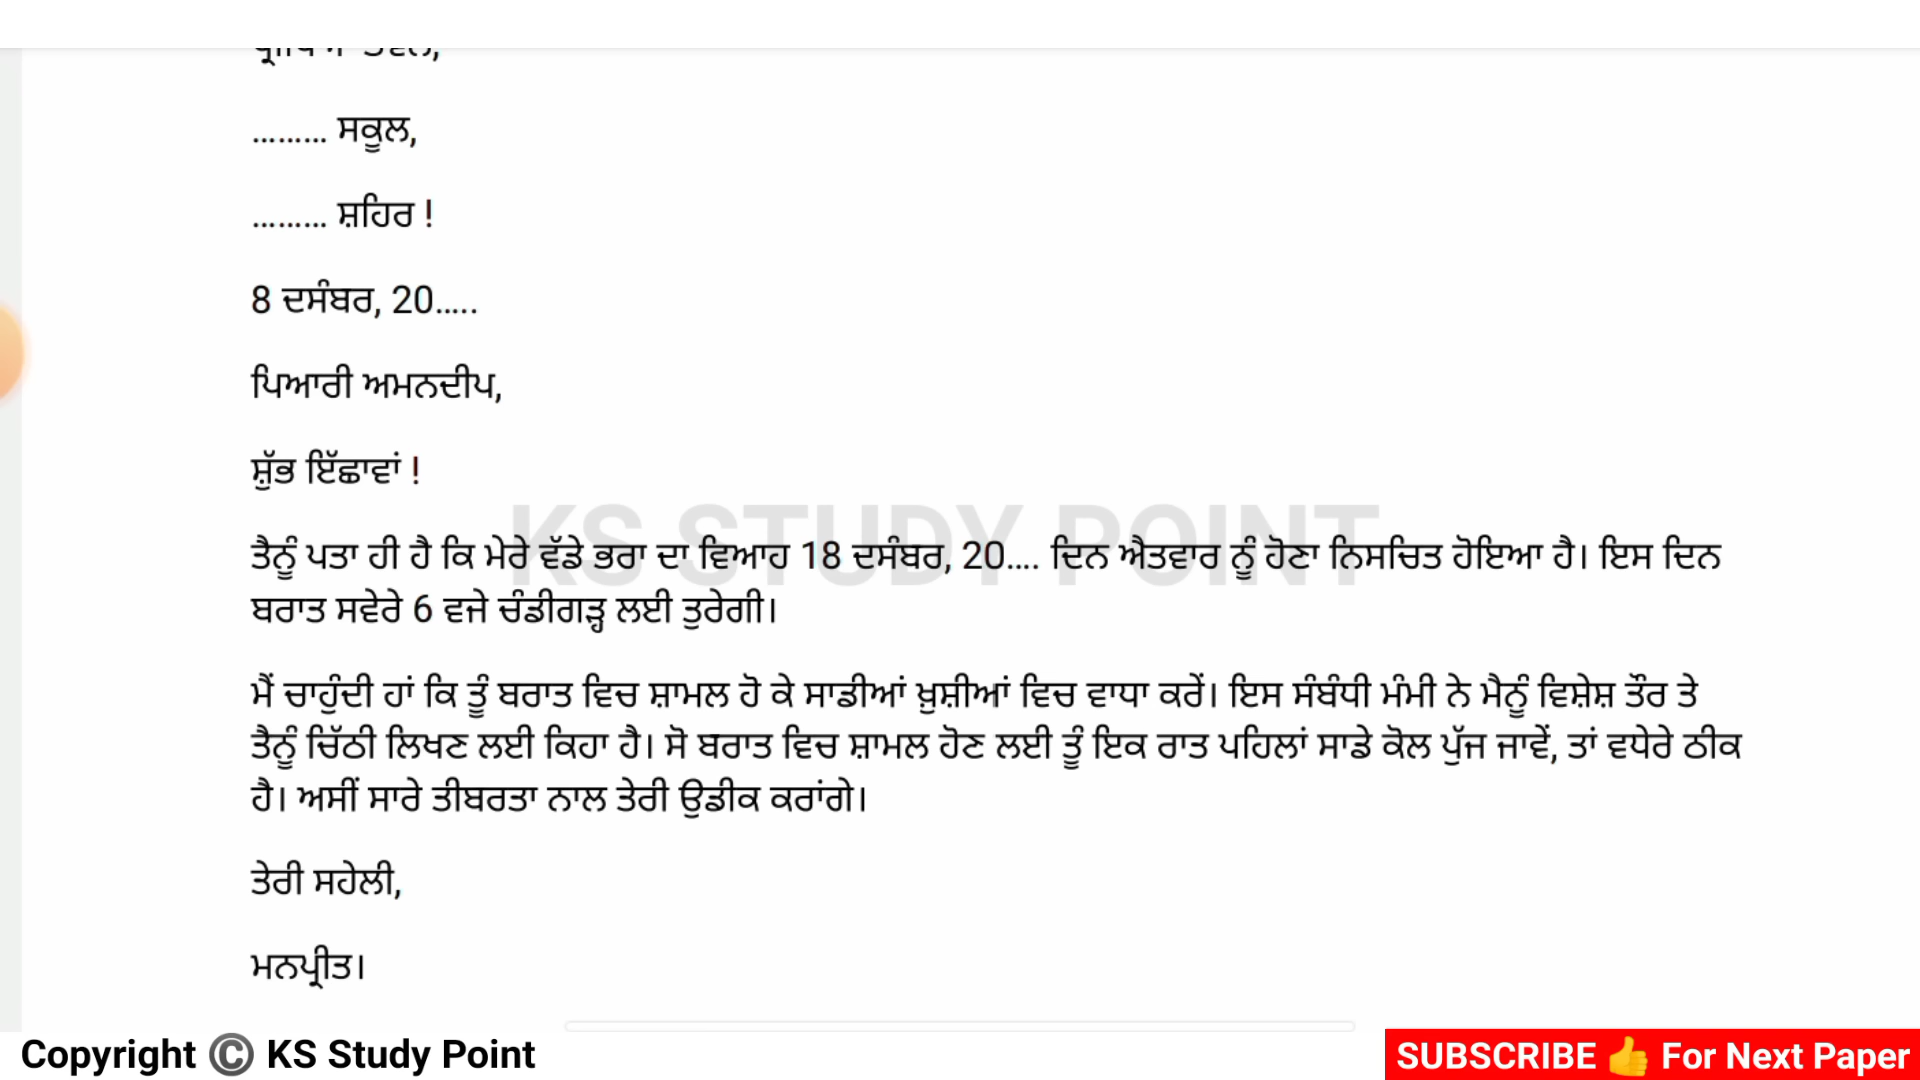 ……… ਸਕੂਲ,
……… ਸ਼ਹਿਰ !
8 ਦਸੰਬਰ, 20…..
ਪਿਆਰੀ ਅਮਨਦੀਪ,
ਸ਼ੁੱਭ ਇੱਛਾਵਾਂ !
KS STUDY POINT
ਤੈਨੂੰ ਪਤਾ ਹੀ ਹੈ ਕਿ ਮੇਰੇ ਵੱਡੇ ਭਰਾ ਦਾ ਵਿਆਹ 18 ਦਸੰਬਰ, 20.... ਦਿਨ ਐਤਵਾਰ ਨੂੰ ਹੋਣਾ ਨਿਸਚਿਤ ਹੋਇਆ ਹੈ। ਇਸ ਦਿਨ
ਬਰਾਤ ਸਵੇਰੇ 6 ਵਜੇ ਚੰਡੀਗੜ੍ਹ ਲਈ ਤੁਰੇਗੀ।
ਮੈਂ ਚਾਹੁੰਦੀ ਹਾਂ ਕਿ ਤੂੰ ਬਰਾਤ ਵਿਚ ਸ਼ਾਮਲ ਹੋ ਕੇ ਸਾਡੀਆਂ ਖ਼ੁਸ਼ੀਆਂ ਵਿਚ ਵਾਧਾ ਕਰੇਂ। ਇਸ ਸੰਬੰਧੀ ਮੰਮੀ ਨੇ ਮੈਨੂੰ ਵਿਸ਼ੇਸ਼ ਤੌਰ ਤੇ
ਤੈਨੂੰ ਚਿੱਠੀ ਲਿਖਣ ਲਈ ਕਿਹਾ ਹੈ। ਸੋ ਬਰਾਤ ਵਿਚ ਸ਼ਾਮਲ ਹੋਣ ਲਈ ਤੂੰ ਇਕ ਰਾਤ ਪਹਿਲਾਂ ਸਾਡੇ ਕੋਲ ਪੁੱਜ ਜਾਵੇਂ, ਤਾਂ ਵਧੇਰੇ ਠੀਕ
ਹੈ। ਅਸੀਂ ਸਾਰੇ ਤੀਬਰਤਾ ਨਾਲ ਤੇਰੀ ਉਡੀਕ ਕਰਾਂਗੇ।
ਤੇਰੀ ਸਹੇਲੀ,
ਮਨਪ੍ਰੀਤ।
Copyright © KS Study Point
SUBSCRIBE 👍 For Next Paper